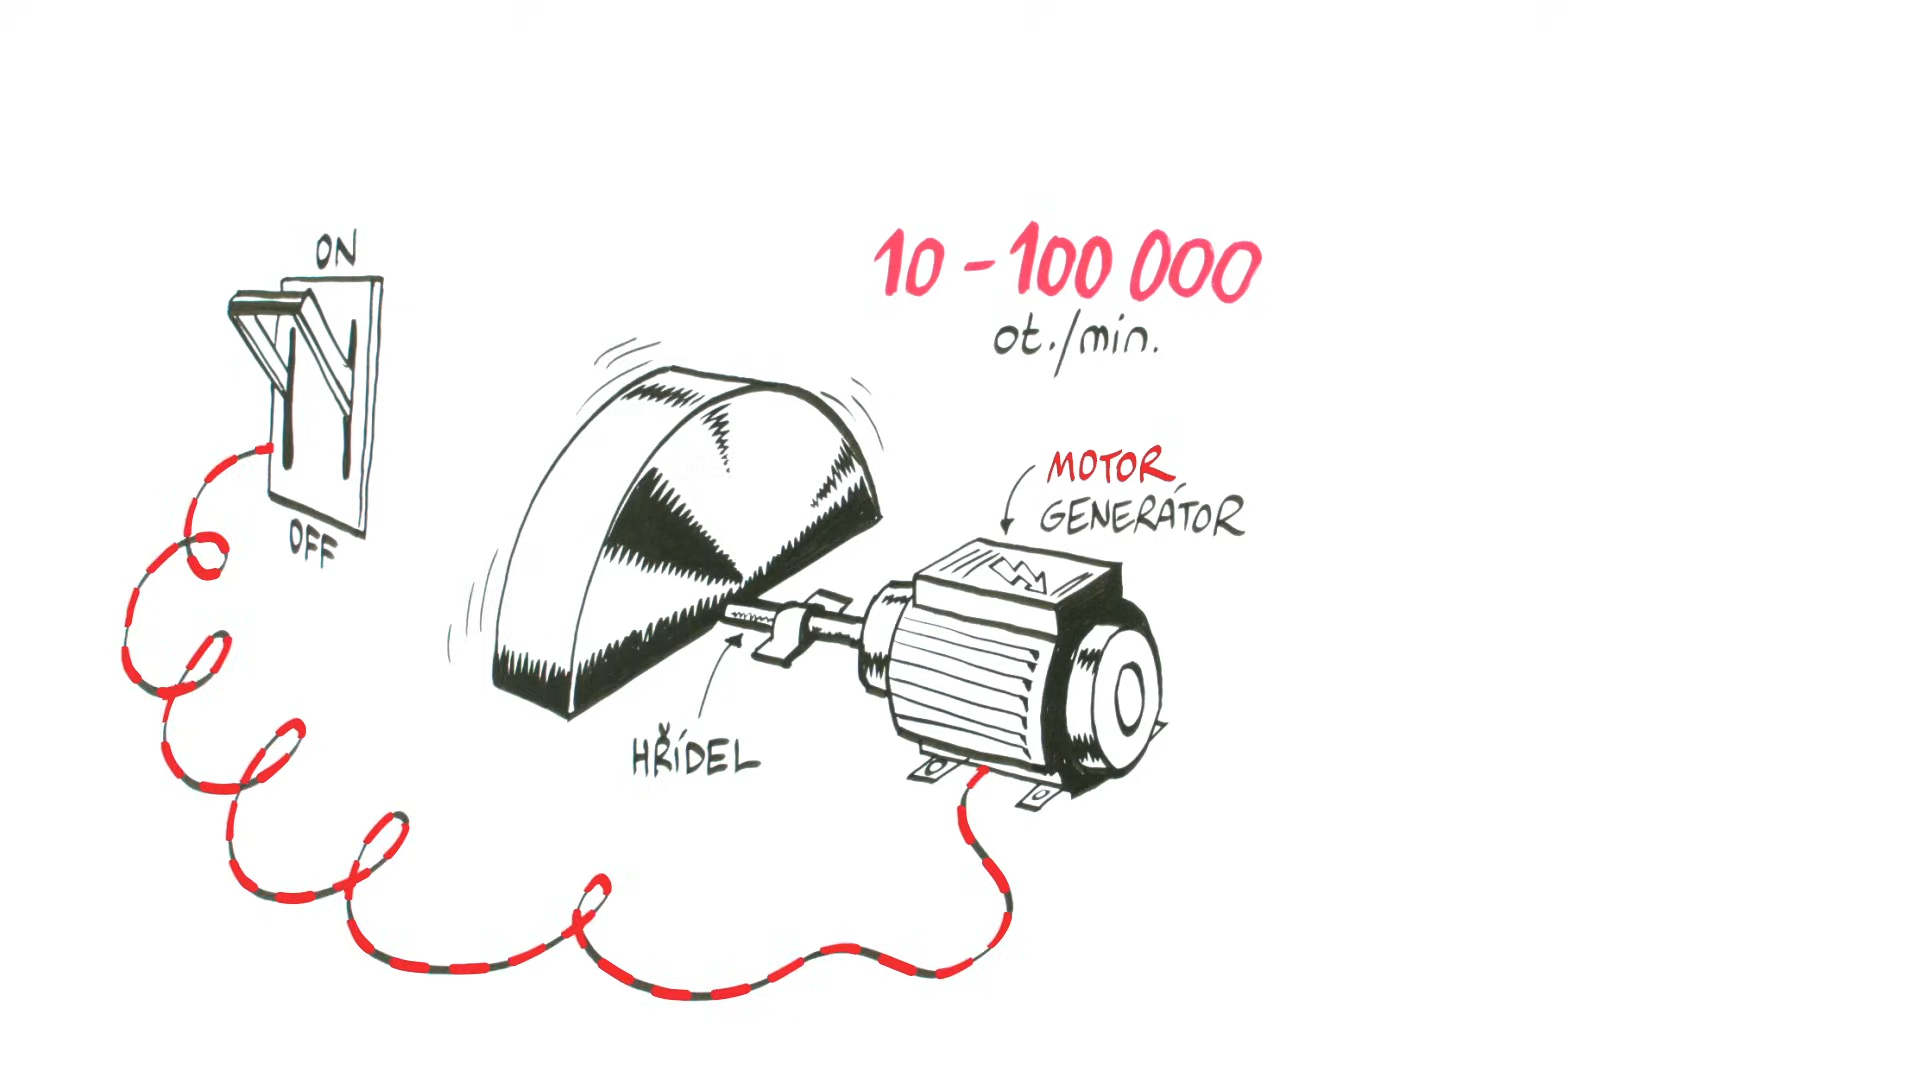 ON
10 - 100 000
ot./min.
MOTOR
GENERÁTOR
OFF
HŘÍDEL